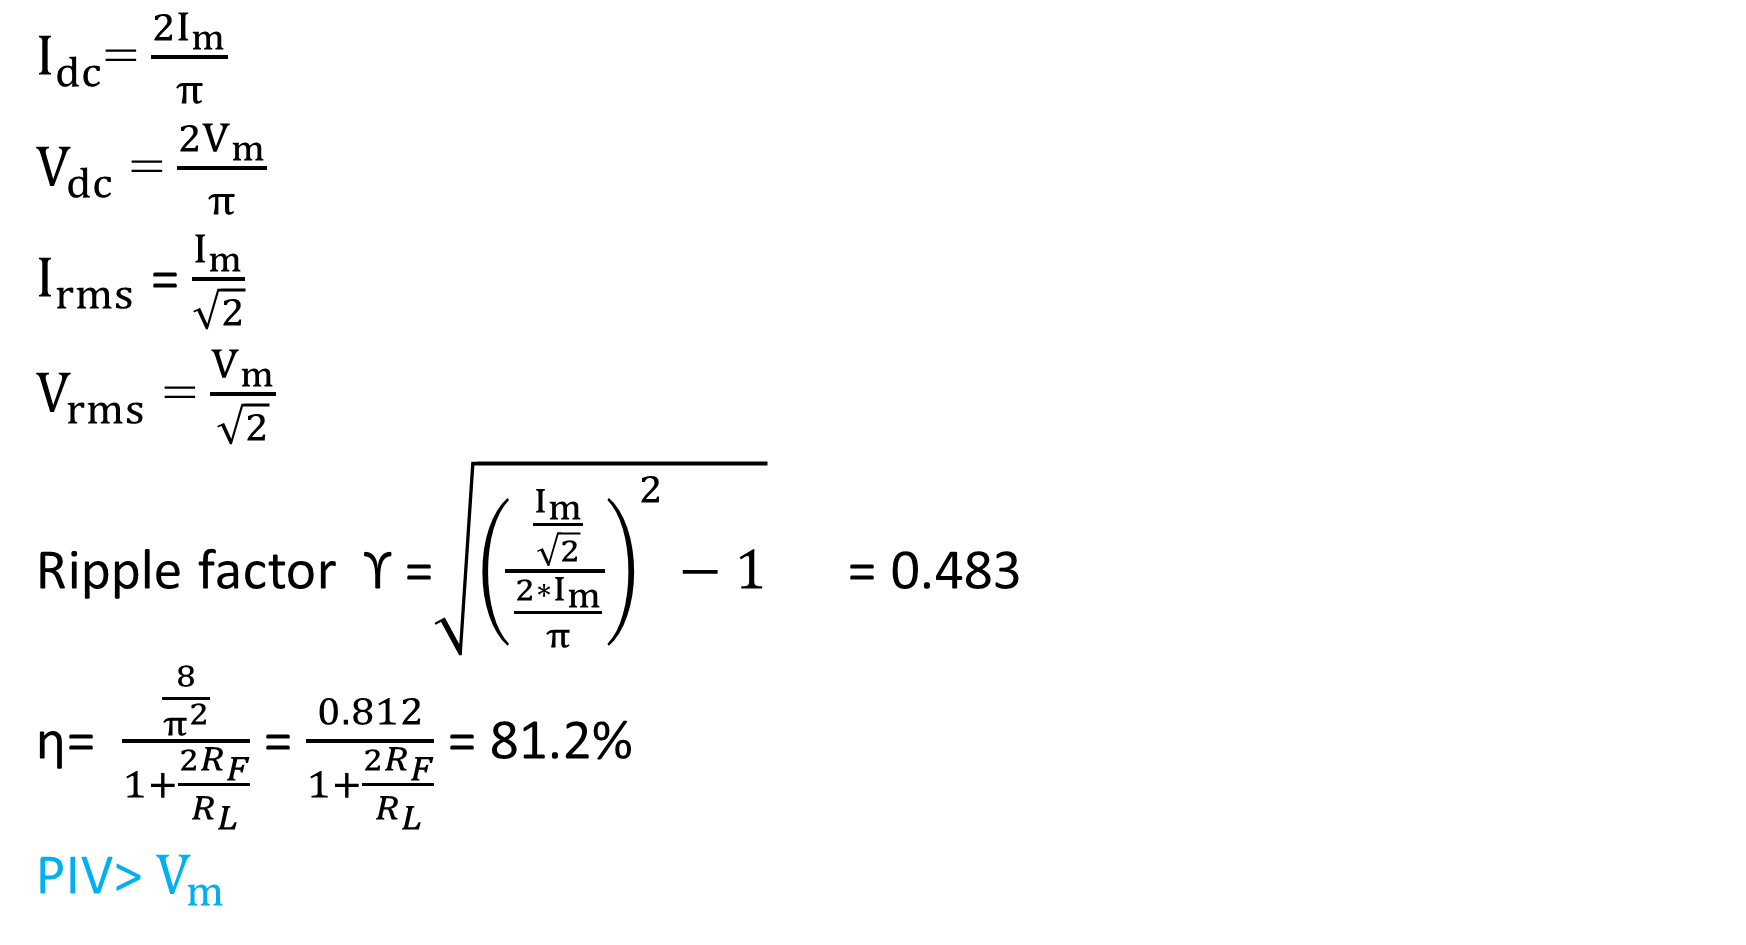 I_dc = 2I_m / π
V_dc = 2V_m / π
I_rms = I_m / √2
V_rms = V_m / √2
Ripple factor ϒ = √(((I_m / √2) / (2*I_m / π))² − 1) = 0.483
η= (8 / π²) / (1+ 2R_F / R_L) = 0.812 / (1+ 2R_F / R_L) = 81.2%
PIV> V_m